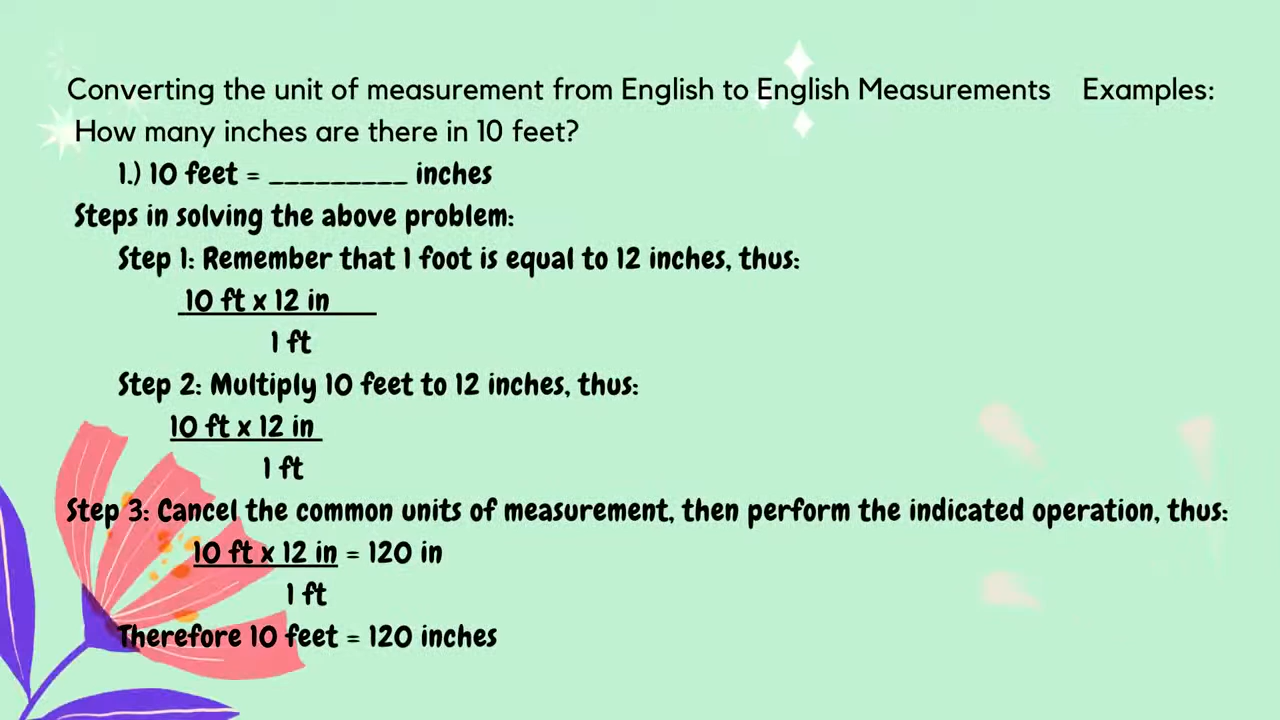 Converting the unit of measurement from English to English Measurements Examples:
How many inches are there in 10 feet?
1.) 10 feet = _________ inches
Steps in solving the above problem:
Step 1: Remember that 1 foot is equal to 12 inches, thus:
10 ft x 12 in
1 ft
Step 2: Multiply 10 feet to 12 inches, thus:
10 ft x 12 in
1 ft
Step 3: Cancel the common units of measurement, then perform the indicated operation, thus:
10 ft x 12 in = 120 in
1 ft
Therefore 10 feet = 120 inches